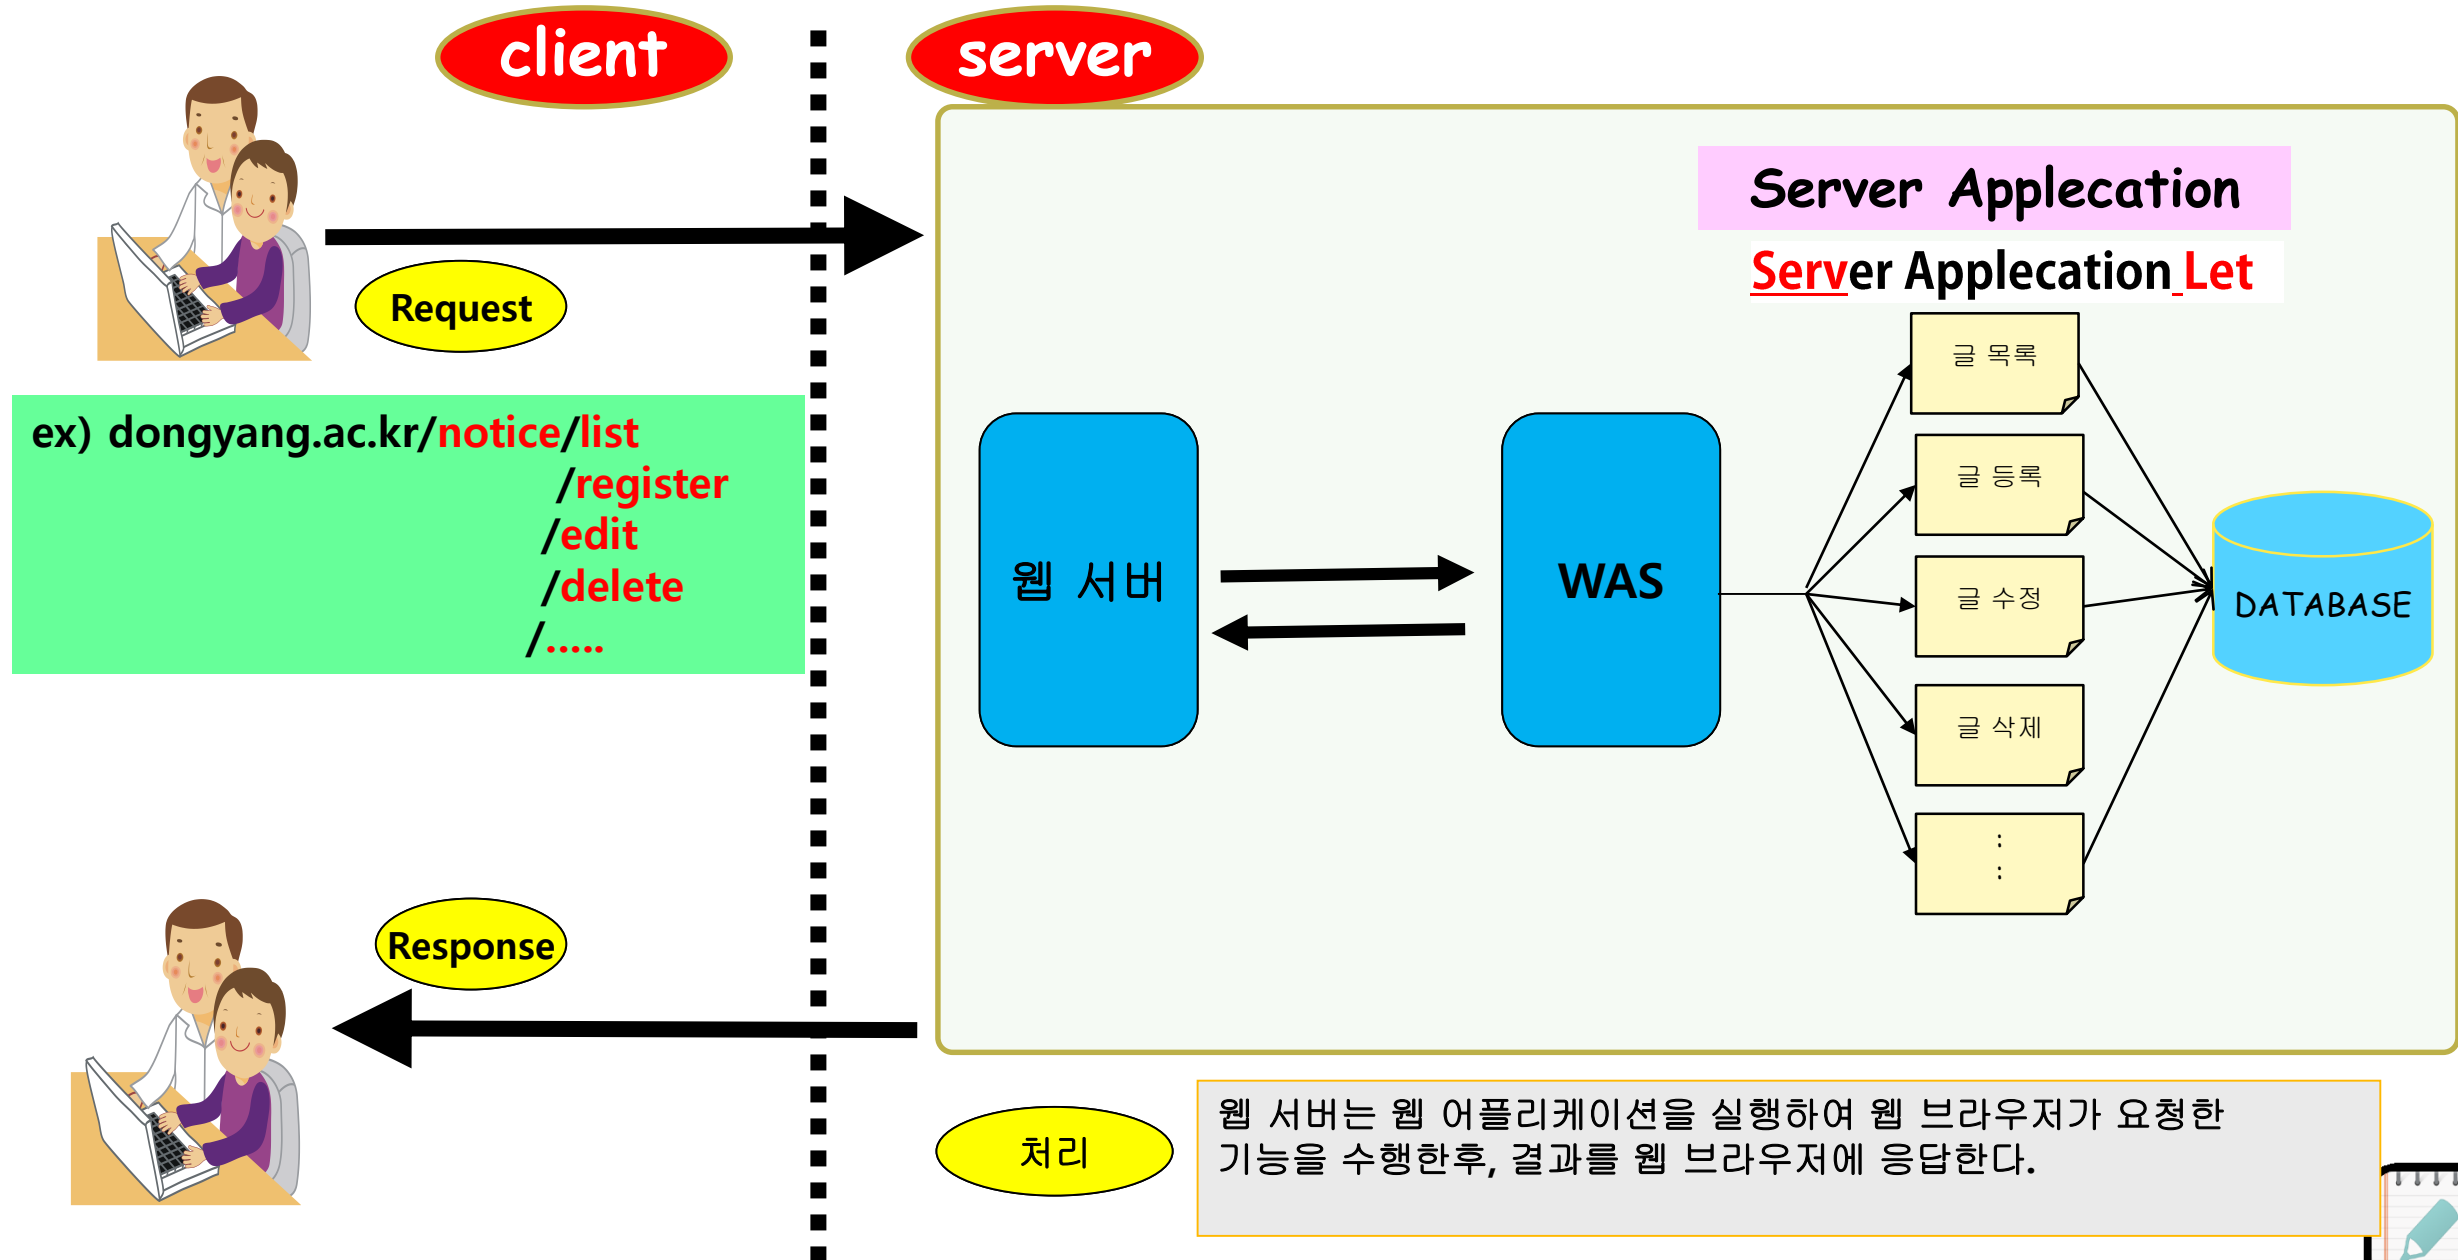 client
server
Server Applecation
Server Applecation Let
Request
ex) dongyang.ac.kr/notice/list
/register
/edit
/delete
/.....
웹 서버
WAS
글 목록
글 등록
글 수정
글 삭제
:
:
DATABASE
Response
처리
웹 서버는 웹 어플리케이션을 실행하여 웹 브라우저가 요청한
기능을 수행한후, 결과를 웹 브라우저에 응답한다.